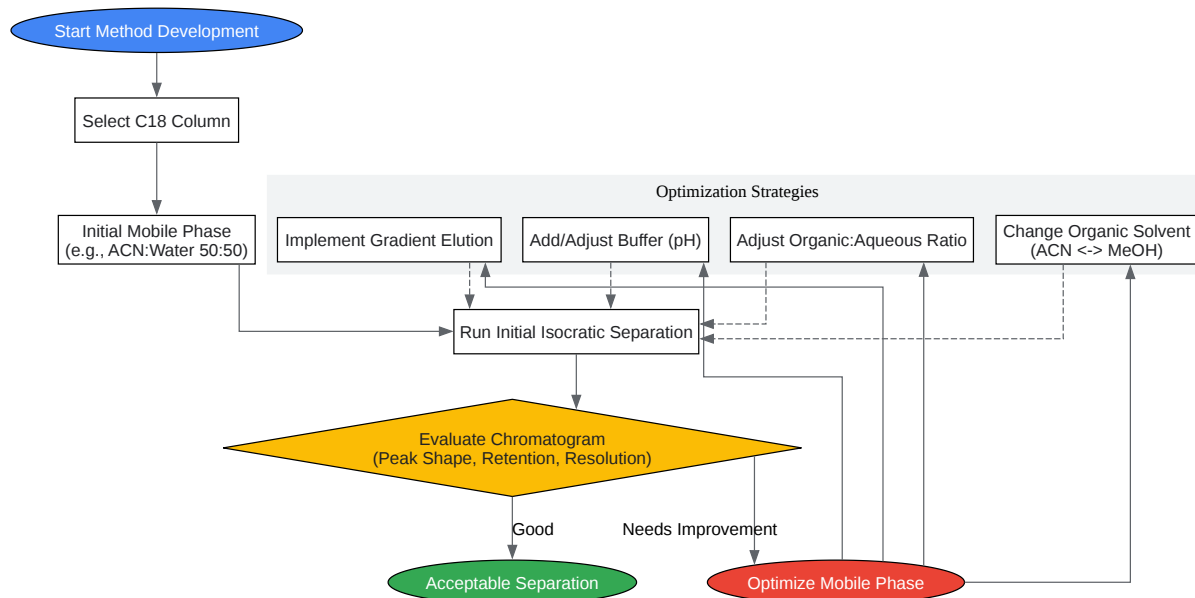 Start Method Development
Select C18 Column
Optimization Strategies
Initial Mobile Phase
(e.g., ACN:Water 50:50)
Implement Gradient Elution
Add/Adjust Buffer (pH)
Adjust Organic:Aqueous Ratio
Change Organic Solvent
(ACN <-> MeOH)
Run Initial Isocratic Separation
Evaluate Chromatogram
(Peak Shape, Retention, Resolution)
Good
Needs Improvement
Acceptable Separation
Optimize Mobile Phase